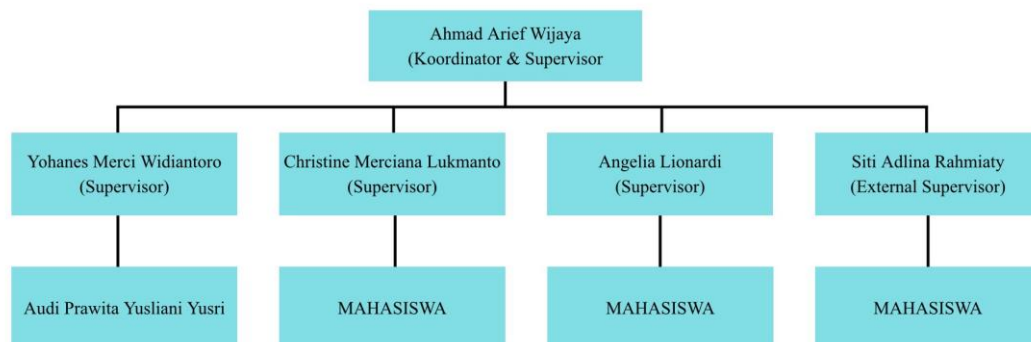 Ahmad Arief Wijaya
(Koordinator & Supervisor
Yohanes Merci Widiantoro
(Supervisor)
Christine Merciana Lukmanto
(Supervisor)
Angelia Lionardi
(Supervisor)
Siti Adlina Rahmiaty
(External Supervisor)
Audi Prawita Yusliani Yusri
MAHASISWA
MAHASISWA
MAHASISWA